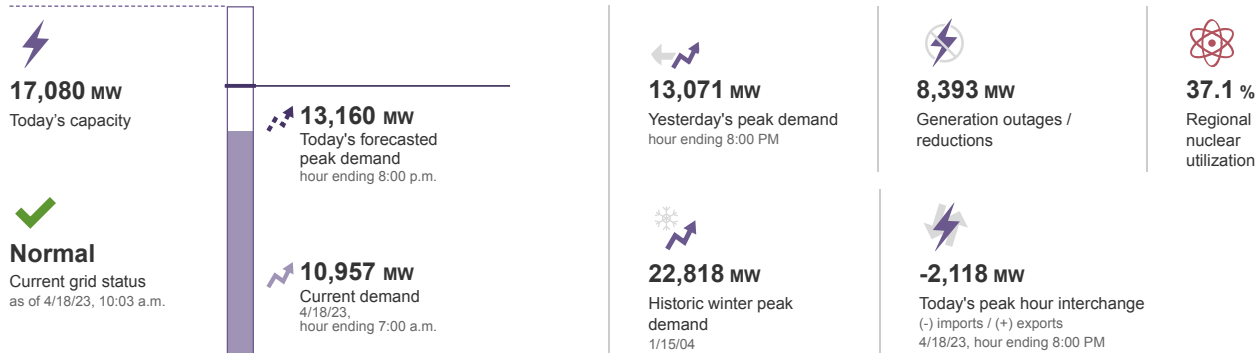 17,080 MW
Today's capacity
Normal
Current grid status
as of 4/18/23, 10:03 a.m.
13,160 MW
Today's forecasted
peak demand
hour ending 8:00 p.m.
10,957 MW
Current demand
4/18/23,
hour ending 7:00 a.m.
13,071 MW
Yesterday's peak demand
hour ending 8:00 PM
8,393 MW
Generation outages /
reductions
37.1 %
Regional
nuclear
utilization
22,818 MW
Historic winter peak
demand
1/15/04
-2,118 MW
Today's peak hour interchange
(-) imports / (+) exports
4/18/23, hour ending 8:00 PM